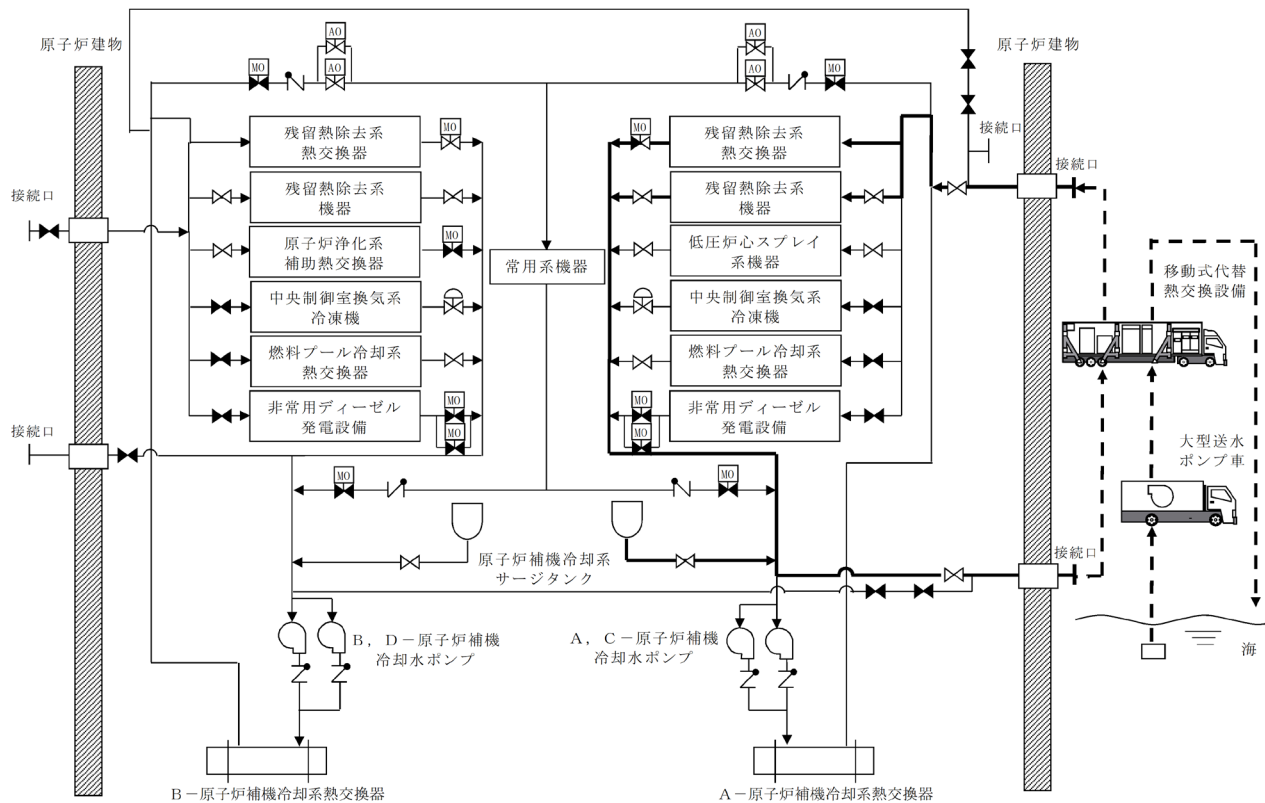 原子炉建物
MO
AO
AO
AO
AO
MO
原子炉建物
残留熱除去系
熱交換器
MO
MO
残留熱除去系
熱交換器
接続口
接続口
接続口
残留熱除去系
機器
残留熱除去系
機器
接続口
原子炉浄化系
補助熱交換器
MO
常用系機器
低圧炉心スプレイ
系機器
移動式代替
熱交換設備
中央制御室換気系
冷凍機
中央制御室換気系
冷凍機
燃料プール冷却系
熱交換器
燃料プール冷却系
熱交換器
非常用ディーゼル
発電設備
MO
MO
MO
MO
非常用ディーゼル
発電設備
大型送水
ポンプ車
接続口
MO
MO
原子炉補機冷却系
サージタンク
接続口
B,D-原子炉補機
冷却水ポンプ
A,C-原子炉補機
冷却水ポンプ
海
B-原子炉補機冷却系熱交換器
A-原子炉補機冷却系熱交換器